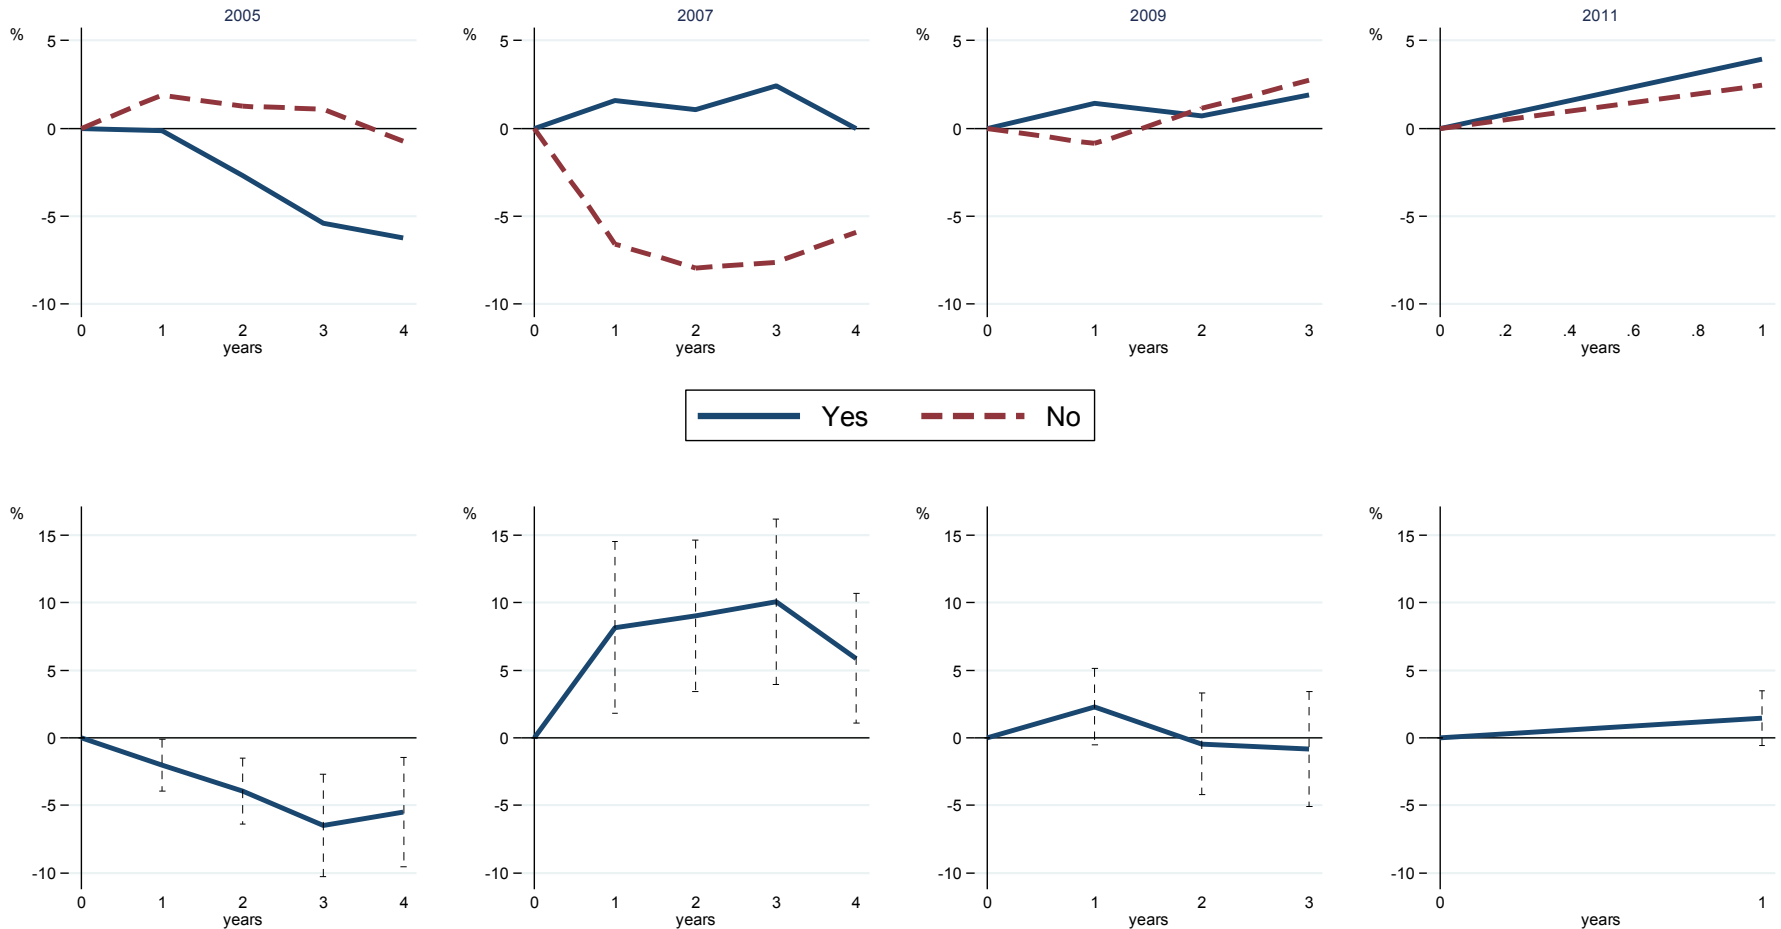 2005 2007 2009 2011
% % % %
5 5 5 5
0 0 0 0
-5 -5 -5 -5
-10 -10 -10 -10
0 1 2 3 4 0 1 2 3 4 0 1 2 3 0 .2 .4 .6 .8 1
years years years years
Yes No
% % % %
15 15 15 15
10 10 10 10
5 5 5 5
0 0 0 0
-5 -5 -5 -5
-10 -10 -10 -10
0 1 2 3 4 0 1 2 3 4 0 1 2 3 0 1
years years years years